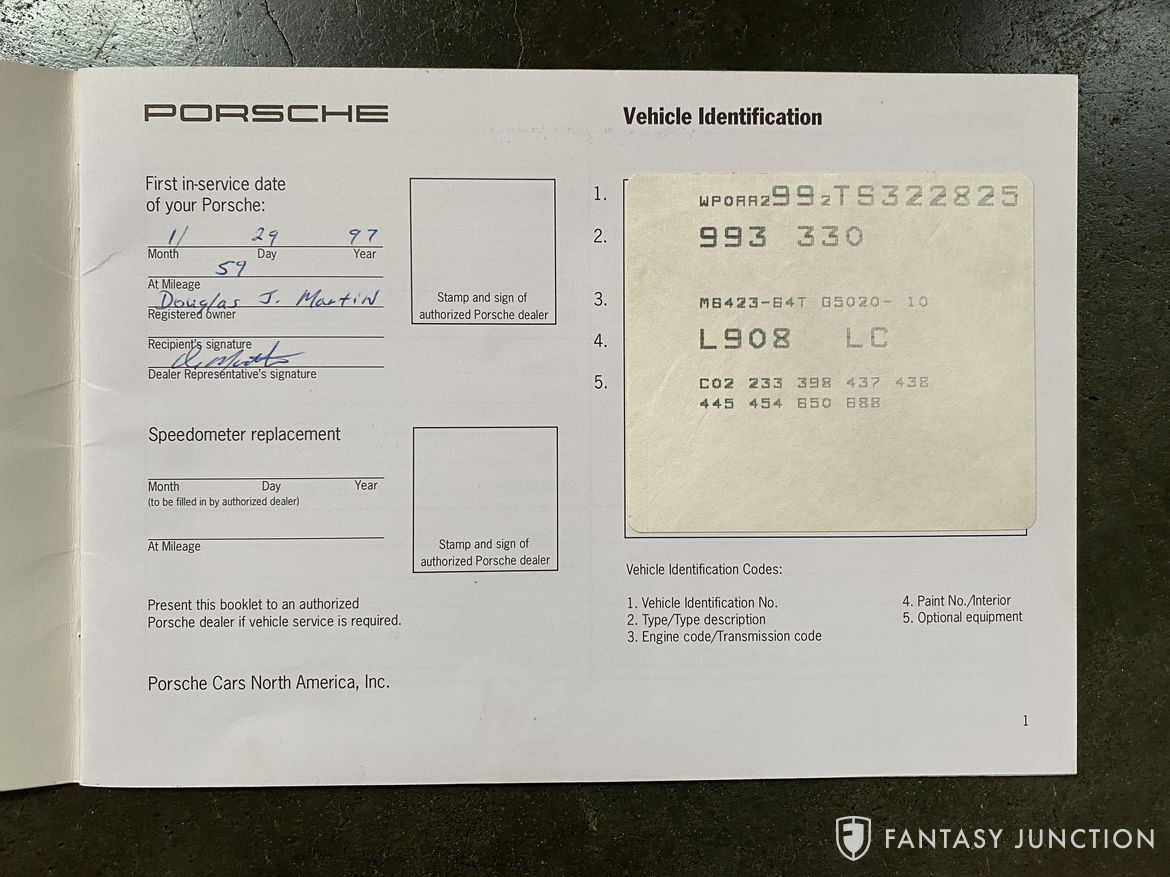 PORSCHE
First in-service date
of your Porsche:
1/ 29 97
Month Day Year
59
At Mileage
Douglas J. Martin
Registered owner
Recipient's signature
Dealer Representative's signature
Stamp and sign of
authorized Porsche dealer
Speedometer replacement
Month Day Year
(to be filled in by authorized dealer)
At Mileage
Stamp and sign of
authorized Porsche dealer
Present this booklet to an authorized
Porsche dealer if vehicle service is required.
Porsche Cars North America, Inc.
Vehicle Identification
1. WP0AA2992TS322825
2. 993 330
3. M6423-64T G5020- 10
4. L908 LC
5. C02 233 398 437 438
445 454 650 688
Vehicle Identification Codes:
1. Vehicle Identification No.
2. Type/Type description
3. Engine code/Transmission code
4. Paint No./Interior
5. Optional equipment
1
FANTASY JUNCTION